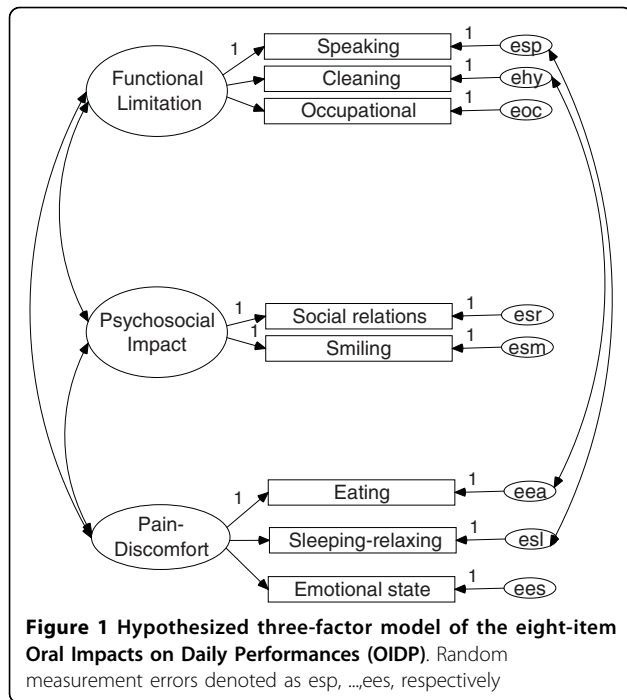 1 Speaking 1 esp
Functional Limitation Cleaning 1 ehy
Occupational 1 eoc
1 Social relations 1 esr
Psychosocial Impact 1 Smiling 1 esm
1 Eating 1 eea
Pain-Discomfort Sleeping-relaxing 1 esl
Emotional state 1 ees
Figure 1 Hypothesized three-factor model of the eight-item
Oral Impacts on Daily Performances (OIDP). Random
measurement errors denoted as esp, ...,ees, respectively